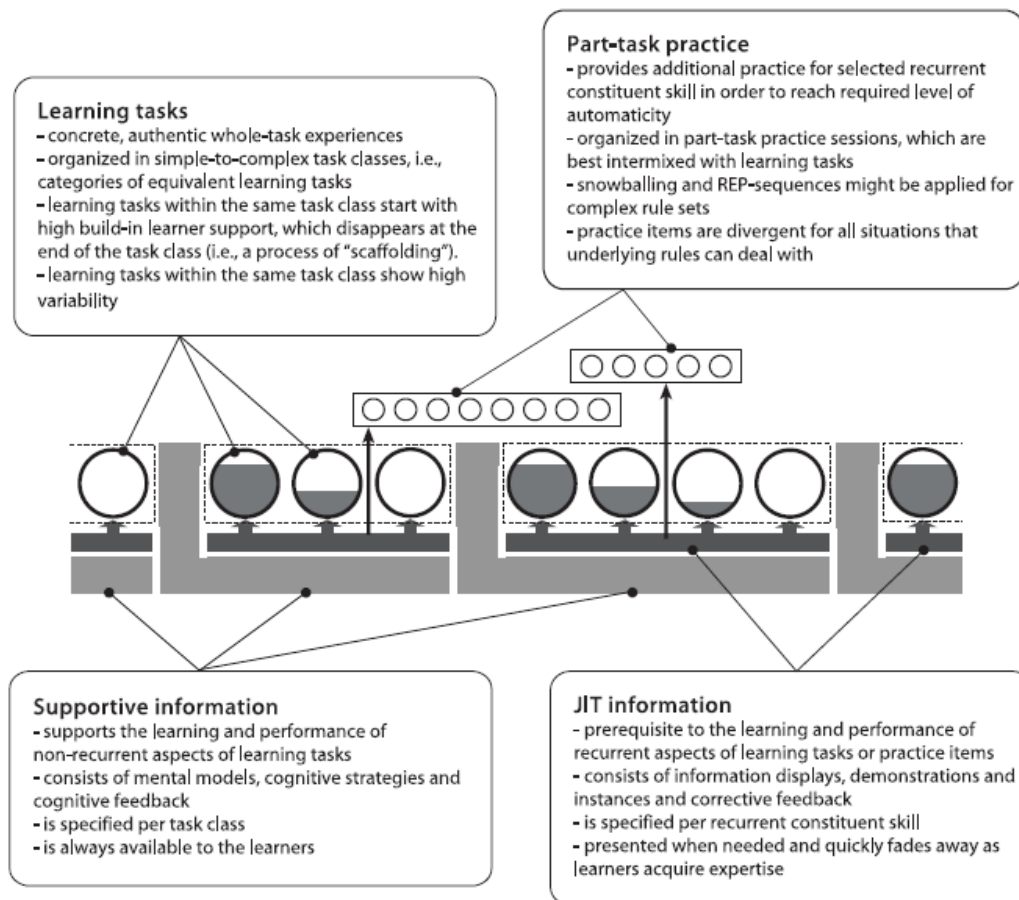 Learning tasks
- concrete, authentic whole-task experiences
- organized in simple-to-complex task classes, i.e.,
categories of equivalent learning tasks
- learning tasks within the same task class start with
high build-in learner support, which disappears at the
end of the task class (i.e., a process of “scaffolding”).
- learning tasks within the same task class show high
variability
Part-task practice
- provides additional practice for selected recurrent
constituent skill in order to reach required level of
automaticity
- organized in part-task practice sessions, which are
best intermixed with learning tasks
- snowballing and REP-sequences might be applied for
complex rule sets
- practice items are divergent for all situations that
underlying rules can deal with
Supportive information
- supports the learning and performance of
non-recurrent aspects of learning tasks
- consists of mental models, cognitive strategies and
cognitive feedback
- is specified per task class
- is always available to the learners
JIT information
- prerequisite to the learning and performance of
recurrent aspects of learning tasks or practice items
- consists of information displays, demonstrations and
instances and corrective feedback
- is specified per recurrent constituent skill
- presented when needed and quickly fades away as
learners acquire expertise